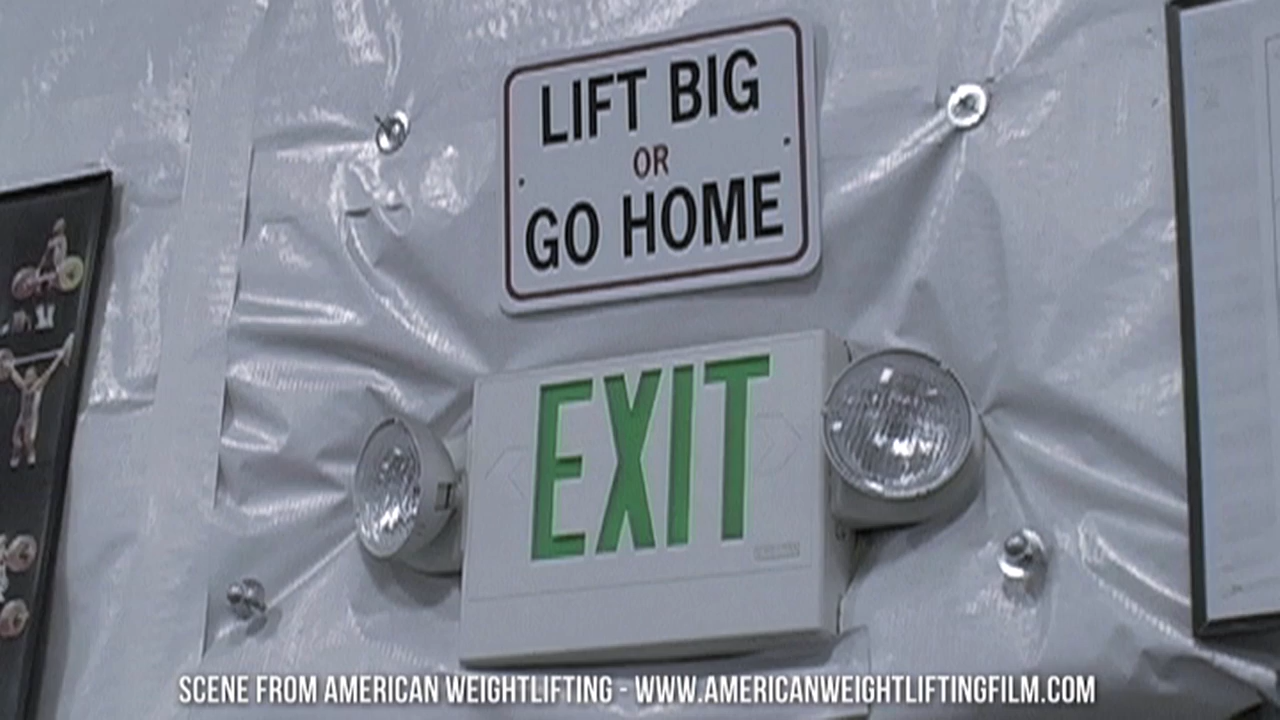 LIFT BIG
OR
GO HOME
EXIT
SCENE FROM AMERICAN WEIGHTLIFTING - WWW.AMERICANWEIGHTLIFTINGFILM.COM